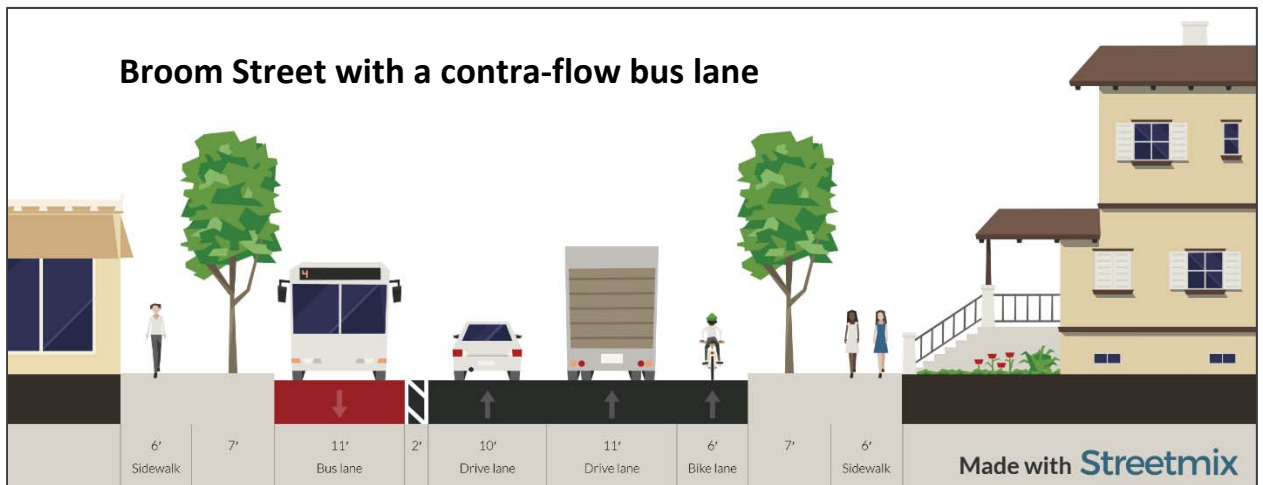 Broom Street with a contra-flow bus lane
4
6' 7' 11' 2' 10' 11' 6' 7' 6'
Sidewalk Bus lane Drive lane Drive lane Bike lane Sidewalk
Made with Streetmix